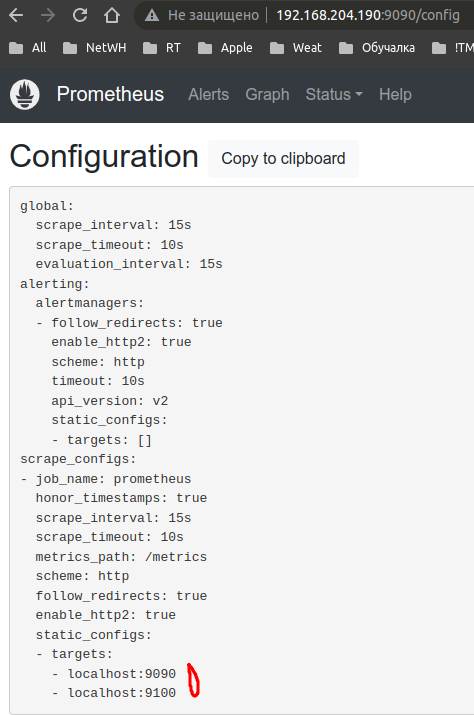 Не защищено 192.168.204.190:9090/config
All NetWH RT Apple Weat Обучалка !TM
Prometheus Alerts Graph Status Help
Configuration Copy to clipboard
global:
scrape_interval: 15s
scrape_timeout: 10s
evaluation_interval: 15s
alerting:
alertmanagers:
- follow_redirects: true
enable_http2: true
scheme: http
timeout: 10s
api_version: v2
static_configs:
- targets: []
scrape_configs:
- job_name: prometheus
honor_timestamps: true
scrape_interval: 15s
scrape_timeout: 10s
metrics_path: /metrics
scheme: http
follow_redirects: true
enable_http2: true
static_configs:
- targets:
- localhost:9090
- localhost:9100